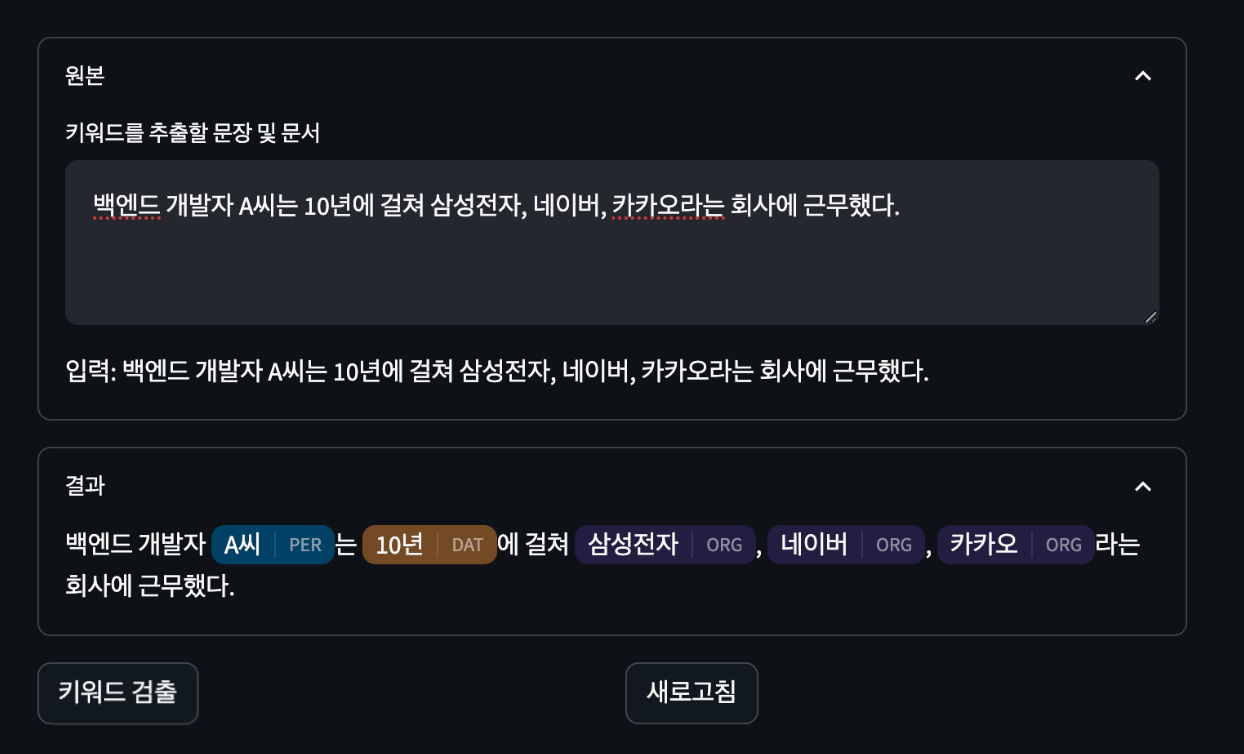 원본
키워드를 추출할 문장 및 문서
백엔드 개발자 A씨는 10년에 걸쳐 삼성전자, 네이버, 카카오라는 회사에 근무했다.
입력: 백엔드 개발자 A씨는 10년에 걸쳐 삼성전자, 네이버, 카카오라는 회사에 근무했다.
결과
백엔드 개발자 A씨 PER 는 10년 DAT 에 걸쳐 삼성전자 ORG , 네이버 ORG , 카카오 ORG 라는
회사에 근무했다.
키워드 검출 새로고침